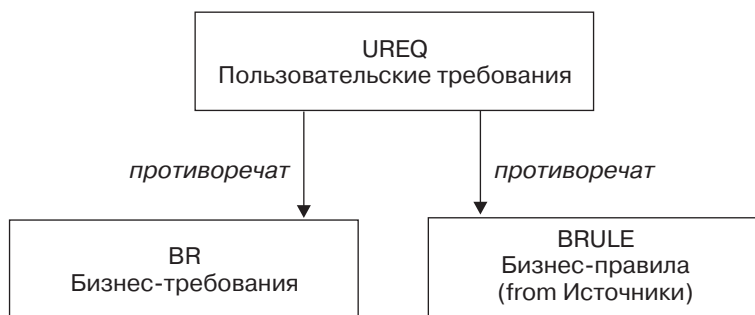 UREQ
Пользовательские требования
противоречат
противоречат
BR
Бизнес-требования
BRULE
Бизнес-правила
(from Источники)